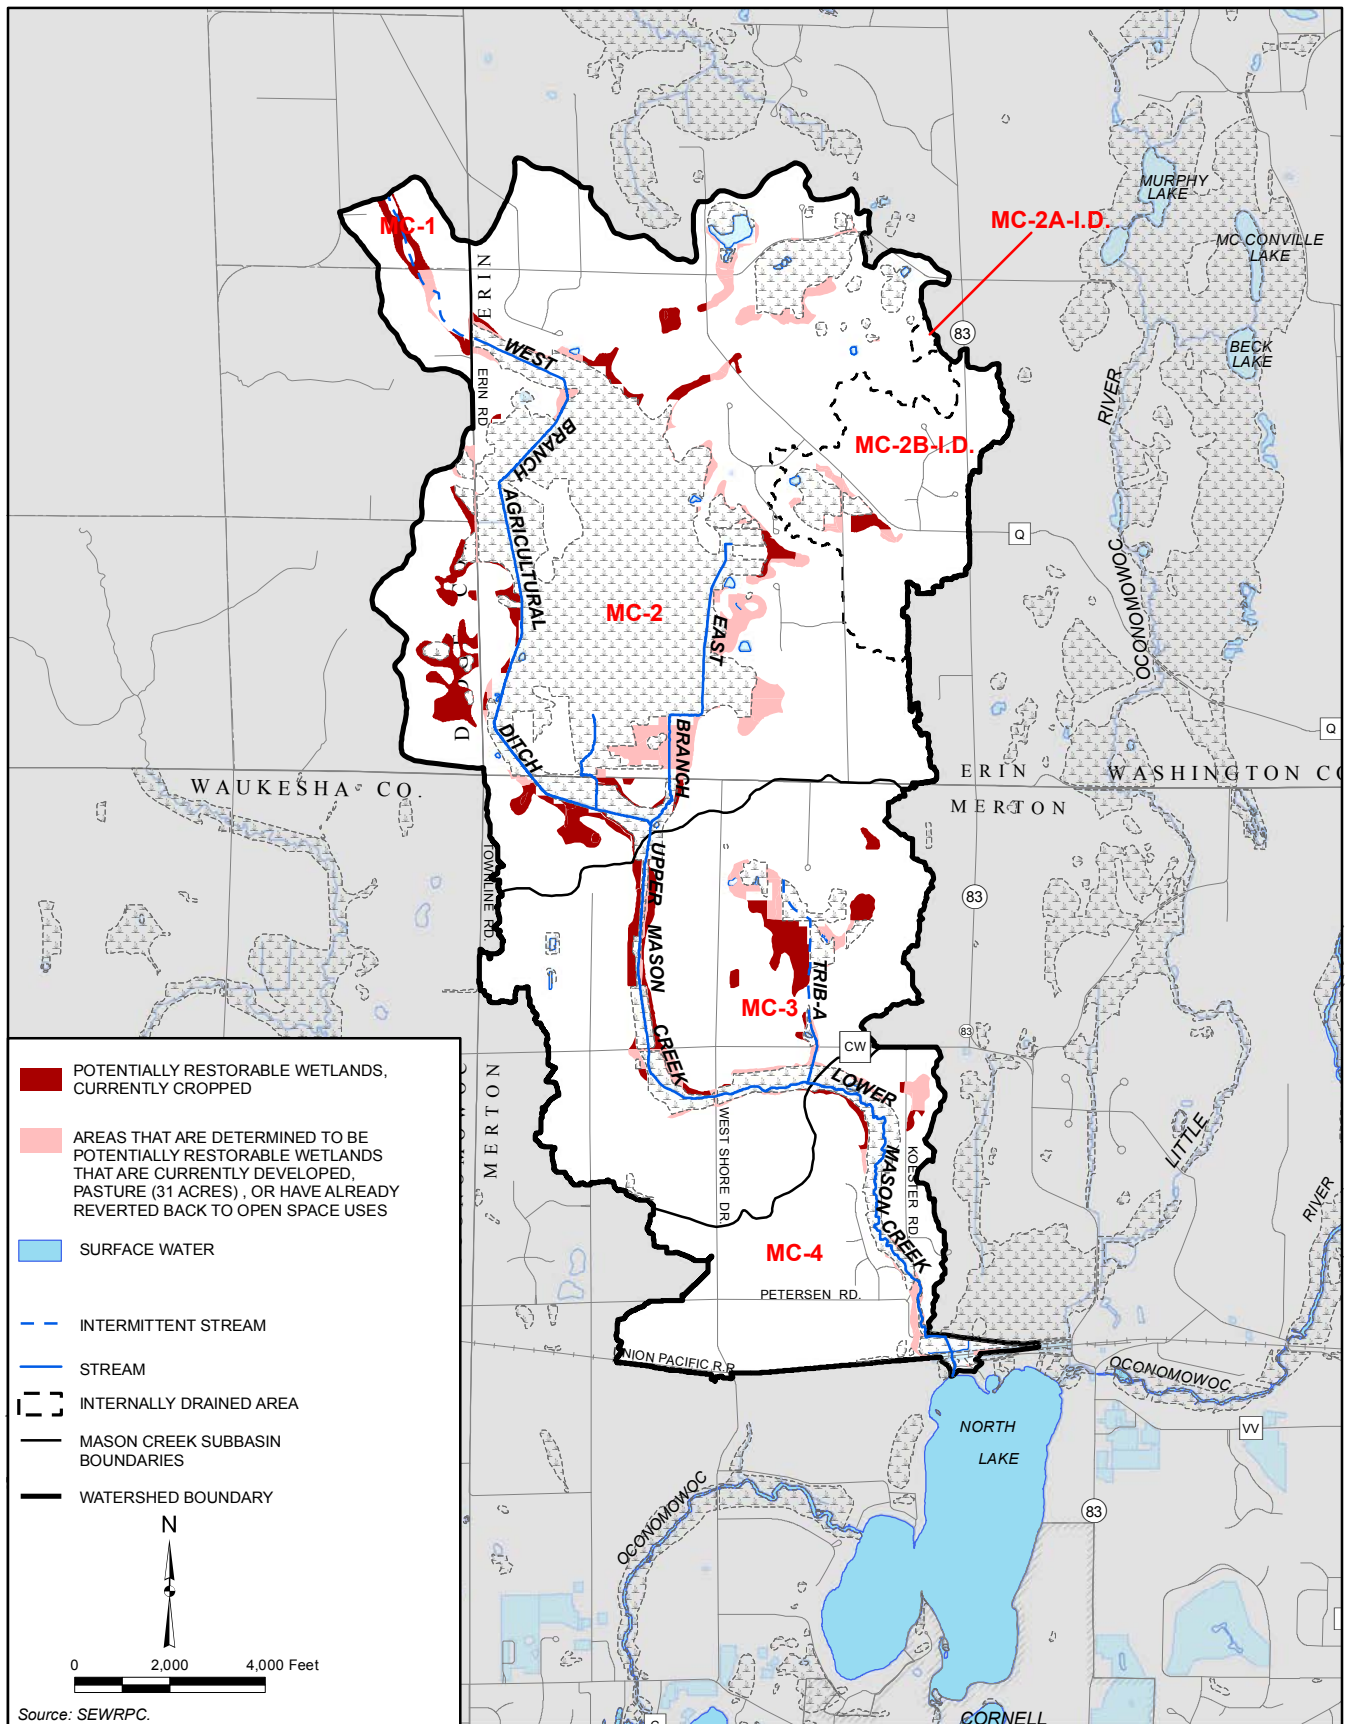 MURPHY
LAKE
MC-1
MC-2A-I.D.
MC CONVILLE
LAKE
ERIN
83
WEST
BECK
LAKE
ERIN RD
RIVER
BRANCH
MC-2B-I.D.
AGRICULTURAL
Q
OCONOMOWOC
MC-2
EAST
DITCH
BRANCH
Q
WAUKESHA CO.
ERIN
WASHINGTON CO
MERTON
TOWNLINE RD.
UPPER MASON CREEK
83
TRIB-A
MC-3
83
CW
LOWER
MASON CREEK
MERTON
WEST SHORE DR.
KOESTER RD.
LITTLE
RIVER
MC-4
PETERSEN RD.
UNION PACIFIC R.R.
OCONOMOWOC
NORTH
LAKE
VV
OCONOMOWOC
83
CORNELL
POTENTIALLY RESTORABLE WETLANDS,
CURRENTLY CROPPED
AREAS THAT ARE DETERMINED TO BE
POTENTIALLY RESTORABLE WETLANDS
THAT ARE CURRENTLY DEVELOPED,
PASTURE (31 ACRES) , OR HAVE ALREADY
REVERTED BACK TO OPEN SPACE USES
SURFACE WATER
INTERMITTENT STREAM
STREAM
INTERNALLY DRAINED AREA
MASON CREEK SUBBASIN
BOUNDARIES
WATERSHED BOUNDARY
N
0 2,000 4,000 Feet
Source: SEWRPC.